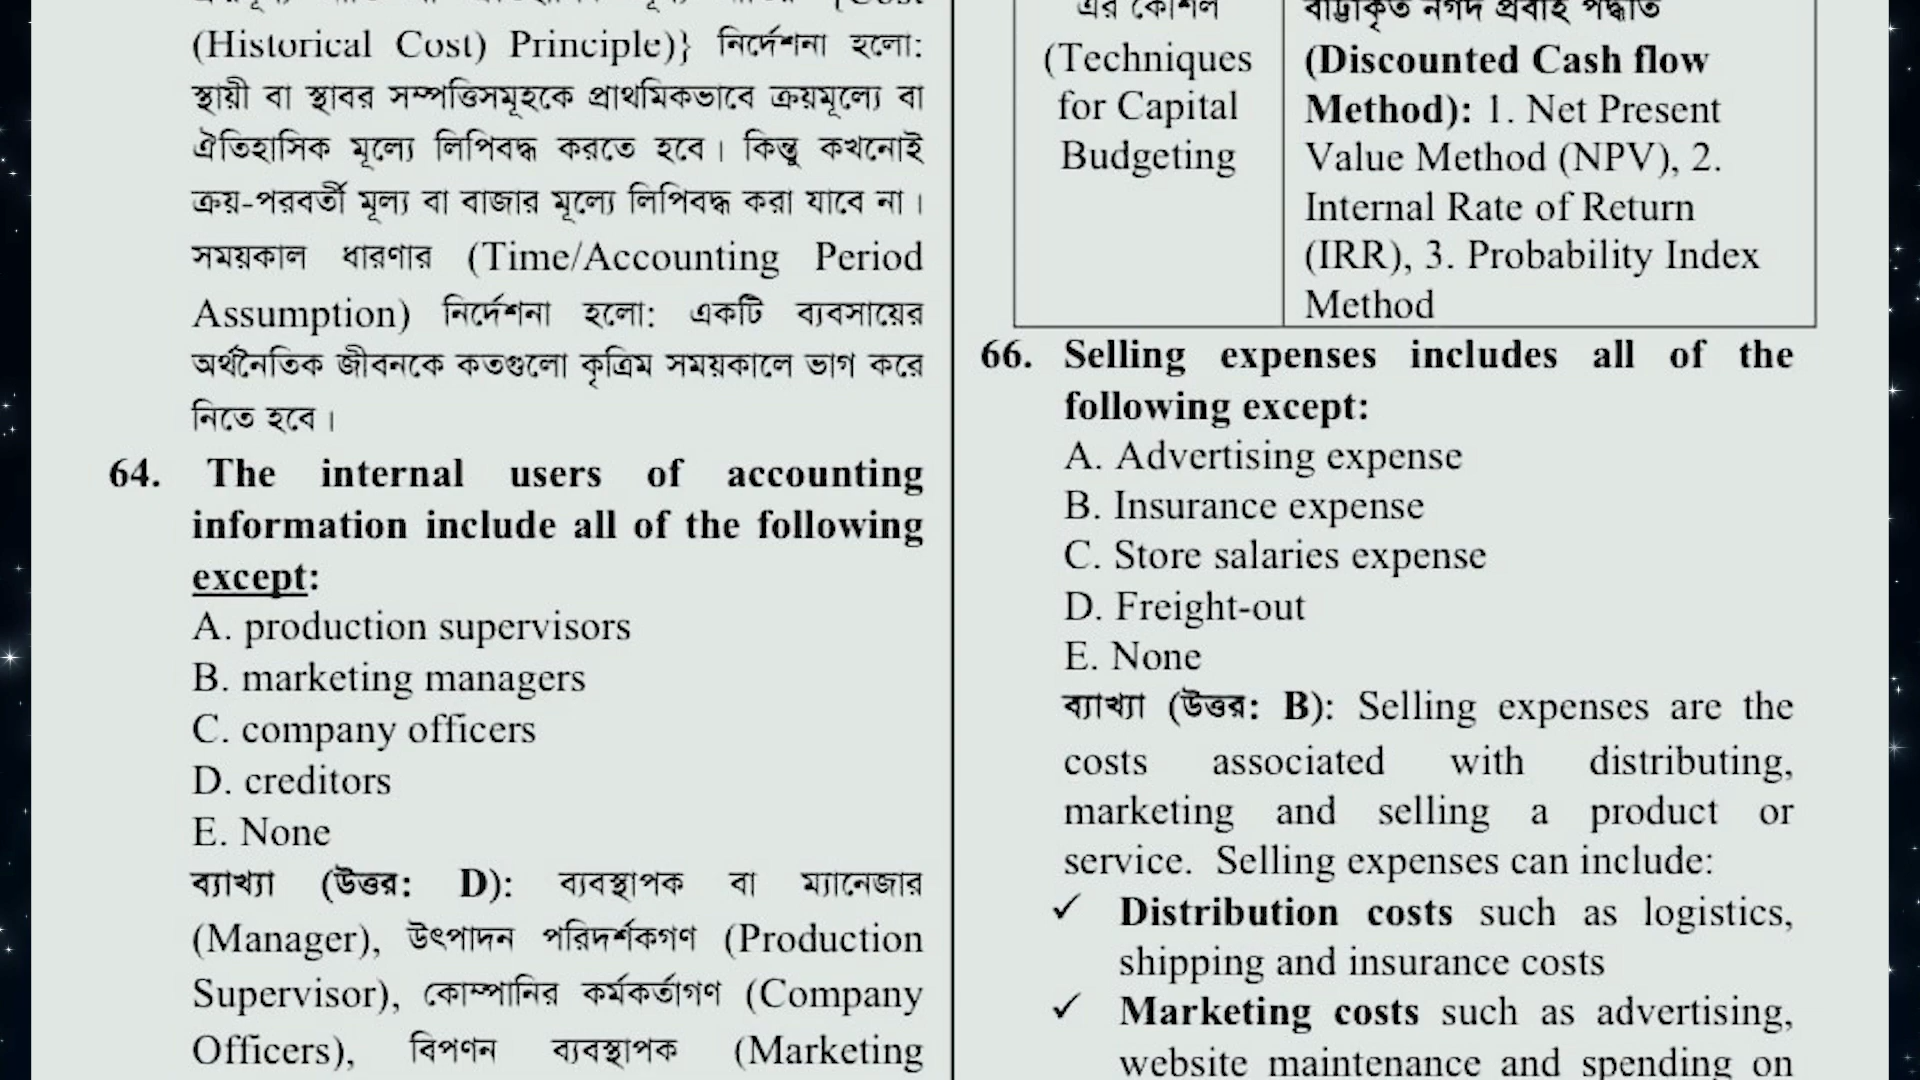 (Historical Cost) Principle)} নির্দেশনা হলো:
স্থায়ী বা স্থাবর সম্পত্তিসমূহকে প্রাথমিকভাবে ক্রয়মূল্যে বা
ঐতিহাসিক মূল্যে লিপিবদ্ধ করতে হবে। কিন্তু কখনোই
ক্রয়-পরবর্তী মূল্য বা বাজার মূল্যে লিপিবদ্ধ করা যাবে না।
সময়কাল ধারণার (Time/Accounting Period
Assumption) নির্দেশনা হলো: একটি ব্যবসায়ের
অর্থনৈতিক জীবনকে কতগুলো কৃত্রিম সময়কালে ভাগ করে
নিতে হবে।
64. The internal users of accounting
information include all of the following
except:
A. production supervisors
B. marketing managers
C. company officers
D. creditors
E. None
ব্যাখ্যা (উত্তর: D): ব্যবস্থাপক বা ম্যানেজার
(Manager), উৎপাদন পরিদর্শকগণ (Production
Supervisor), কোম্পানির কর্মকর্তাগণ (Company
Officers), বিপণন ব্যবস্থাপক (Marketing
এর কৌশল
(Techniques
for Capital
Budgeting
বাট্টাকৃত নগদ প্রবাহ পদ্ধতি
(Discounted Cash flow
Method): 1. Net Present
Value Method (NPV), 2.
Internal Rate of Return
(IRR), 3. Probability Index
Method
66. Selling expenses includes all of the
following except:
A. Advertising expense
B. Insurance expense
C. Store salaries expense
D. Freight-out
E. None
ব্যাখ্যা (উত্তর: B): Selling expenses are the
costs associated with distributing,
marketing and selling a product or
service. Selling expenses can include:
✓ Distribution costs such as logistics,
shipping and insurance costs
✓ Marketing costs such as advertising,
website maintenance and spending on